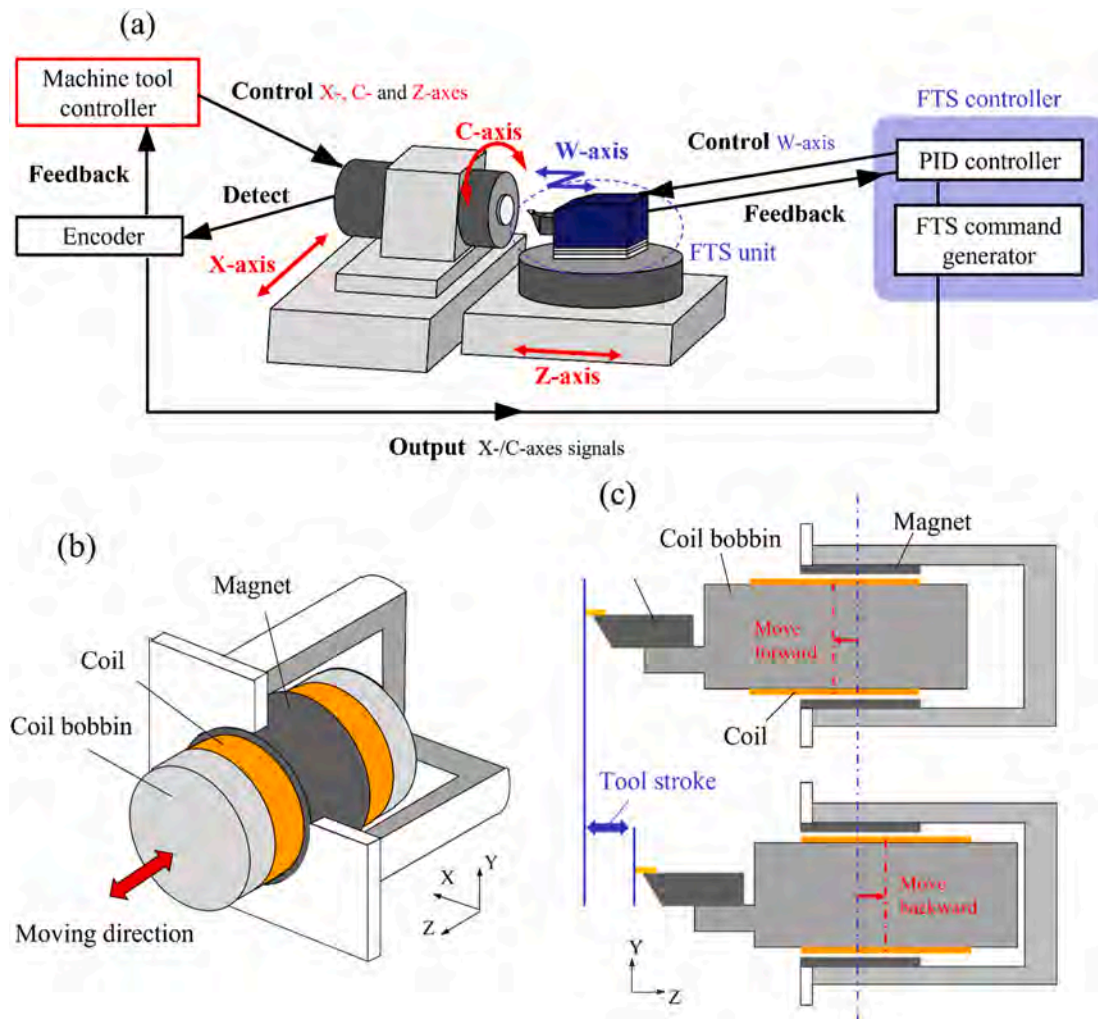 (a)
Machine tool
controller
Control X-, C- and Z-axes
C-axis
W-axis
Control W-axis
FTS controller
PID controller
Feedback
Detect
Feedback
Encoder
FTS command
generator
FTS unit
X-axis
Z-axis
Output X-/C-axes signals
(b)
Magnet
Coil
Coil bobbin
Moving direction
X
Y
Z
(c)
Coil bobbin
Magnet
Move
forward
Coil
Tool stroke
Move
backward
Y
Z